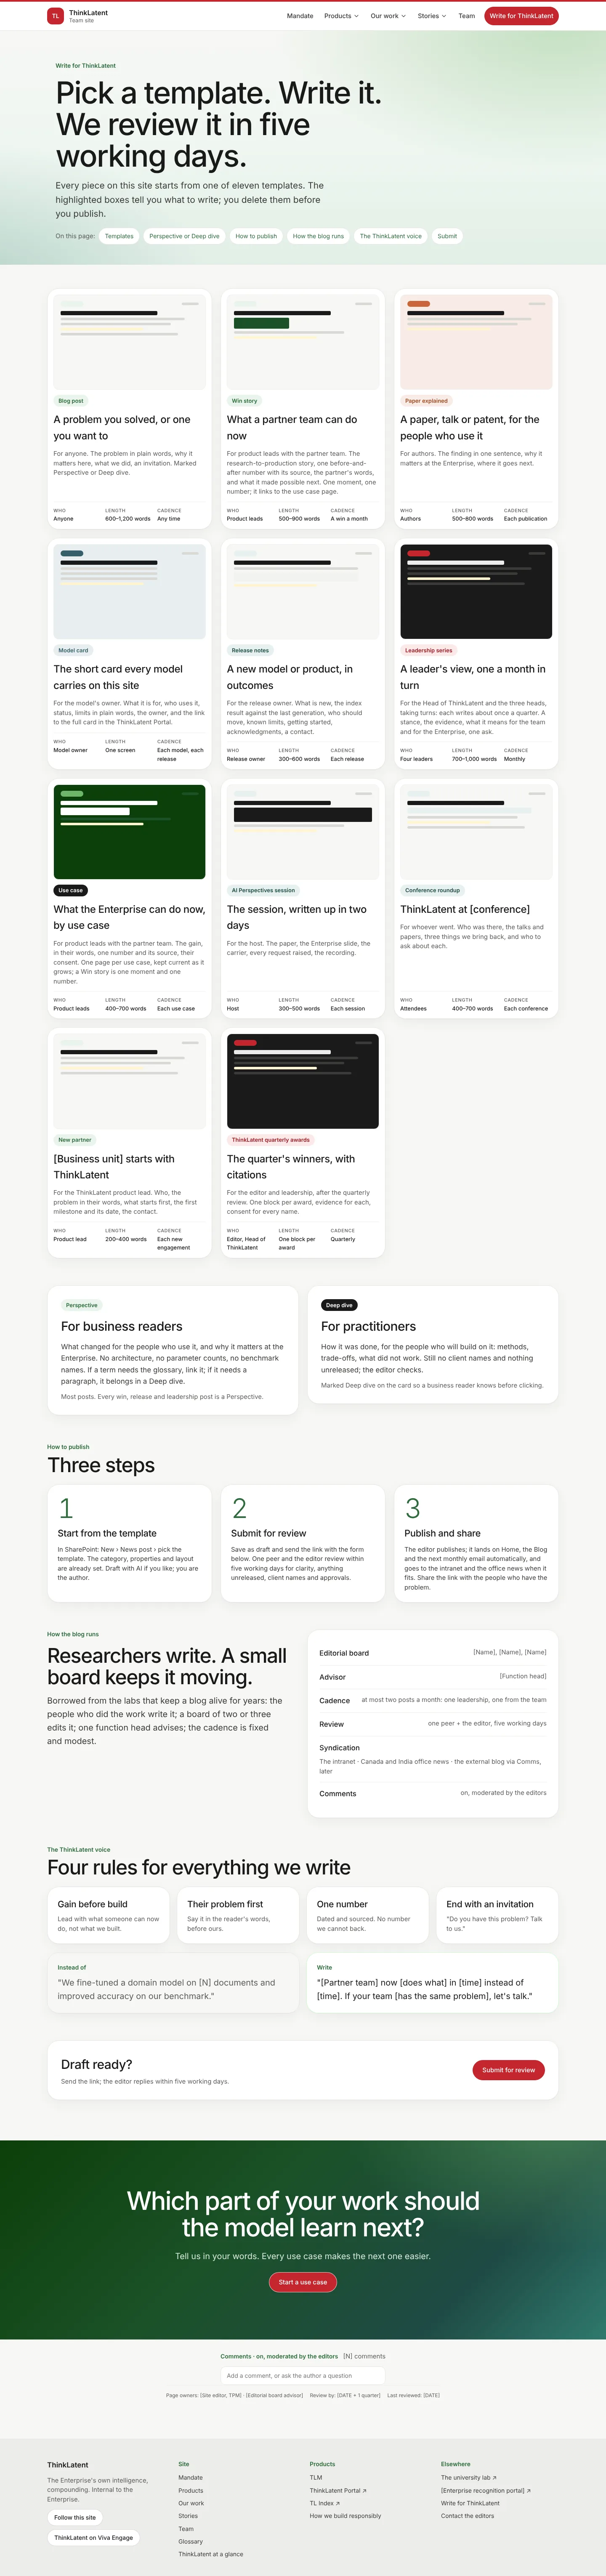 TL
ThinkLatent
Team site
Mandate
Products
Our work
Stories
Team
Write for ThinkLatent
Write for ThinkLatent
Pick a template. Write it.
We review it in five
working days.
Every piece on this site starts from one of eleven templates. The
highlighted boxes tell you what to write; you delete them before
you publish.
On this page:
Templates
Perspective or Deep dive
How to publish
How the blog runs
The ThinkLatent voice
Submit
Blog post
A problem you solved, or one
you want to
For anyone. The problem in plain words, why it
matters here, what we did, an invitation. Marked
Perspective or Deep dive.
WHO
Anyone
LENGTH
600–1,200 words
CADENCE
Any time
Win story
What a partner team can do
now
For product leads with the partner team. The
research-to-production story, one before-and-
after number with its source, the partner's words,
and what it made possible next. One moment, one
number; it links to the use case page.
WHO
Product leads
LENGTH
500–900 words
CADENCE
A win a month
Paper explained
A paper, talk or patent, for the
people who use it
For authors. The finding in one sentence, why it
matters at the Enterprise, where it goes next.
WHO
Authors
LENGTH
500–800 words
CADENCE
Each publication
Model card
The short card every model
carries on this site
For the model's owner. What it is for, who uses it,
status, limits in plain words, the owner, and the link
to the full card in the ThinkLatent Portal.
WHO
Model owner
LENGTH
One screen
CADENCE
Each model, each
release
Release notes
A new model or product, in
outcomes
For the release owner. What is new, the index
result against the last generation, who should
move, known limits, getting started,
acknowledgments, a contact.
WHO
Release owner
LENGTH
300–600 words
CADENCE
Each release
Leadership series
A leader's view, one a month in
turn
For the Head of ThinkLatent and the three heads,
taking turns: each writes about once a quarter. A
stance, the evidence, what it means for the team
and for the Enterprise, one ask.
WHO
Four leaders
LENGTH
700–1,000 words
CADENCE
Monthly
Use case
What the Enterprise can do now,
by use case
For product leads with the partner team. The gain,
in their words, one number and its source, their
consent. One page per use case, kept current as it
grows; a Win story is one moment and one
number.
WHO
Product leads
LENGTH
400–700 words
CADENCE
Each use case
AI Perspectives session
The session, written up in two
days
For the host. The paper, the Enterprise slide, the
carrier, every request raised, the recording.
WHO
Host
LENGTH
300–500 words
CADENCE
Each session
Conference roundup
ThinkLatent at [conference]
For whoever went. Who was there, the talks and
papers, three things we bring back, and who to
ask about each.
WHO
Attendees
LENGTH
400–700 words
CADENCE
Each conference
New partner
[Business unit] starts with
ThinkLatent
For the ThinkLatent product lead. Who, the
problem in their words, what starts first, the first
milestone and its date, the contact.
WHO
Product lead
LENGTH
200–400 words
CADENCE
Each new
engagement
ThinkLatent quarterly awards
The quarter's winners, with
citations
For the editor and leadership, after the quarterly
review. One block per award, evidence for each,
consent for every name.
WHO
Editor, Head of
ThinkLatent
LENGTH
One block per
award
CADENCE
Quarterly
Perspective
For business readers
What changed for the people who use it, and why it matters at the
Enterprise. No architecture, no parameter counts, no benchmark
names. If a term needs the glossary, link it; if it needs a
paragraph, it belongs in a Deep dive.
Most posts. Every win, release and leadership post is a Perspective.
Deep dive
For practitioners
How it was done, for the people who will build on it: methods,
trade-offs, what did not work. Still no client names and nothing
unreleased; the editor checks.
Marked Deep dive on the card so a business reader knows before clicking.
How to publish
Three steps
1
Start from the template
In SharePoint: New › News post › pick the
template. The category, properties and layout
are already set. Draft with AI if you like; you are
the author.
2
Submit for review
Save as draft and send the link with the form
below. One peer and the editor review within
five working days for clarity, anything
unreleased, client names and approvals.
3
Publish and share
The editor publishes; it lands on Home, the Blog
and the next monthly email automatically, and
goes to the intranet and the office news when it
fits. Share the link with the people who have the
problem.
How the blog runs
Researchers write. A small
board keeps it moving.
Borrowed from the labs that keep a blog alive for years: the
people who did the work write it; a board of two or three
edits it; one function head advises; the cadence is fixed
and modest.
Editorial board
[Name], [Name], [Name]
Advisor
[Function head]
Cadence
at most two posts a month: one leadership, one from the team
Review
one peer + the editor, five working days
Syndication
The intranet · Canada and India office news · the external blog via Comms,
later
Comments
on, moderated by the editors
The ThinkLatent voice
Four rules for everything we write
Gain before build
Lead with what someone can now
do, not what we built.
Their problem first
Say it in the reader's words,
before ours.
One number
Dated and sourced. No number
we cannot back.
End with an invitation
"Do you have this problem? Talk
to us."
Instead of
"We fine-tuned a domain model on [N] documents and
improved accuracy on our benchmark."
Write
"[Partner team] now [does what] in [time] instead of
[time]. If your team [has the same problem], let's talk."
Draft ready?
Send the link; the editor replies within five working days.
Submit for review
Which part of your work should
the model learn next?
Tell us in your words. Every use case makes the next one easier.
Start a use case
Comments · on, moderated by the editors
[N] comments
Add a comment, or ask the author a question
Page owners: [Site editor, TPM] · [Editorial board advisor]
Review by: [DATE + 1 quarter]
Last reviewed: [DATE]
ThinkLatent
The Enterprise's own intelligence,
compounding. Internal to the
Enterprise.
Follow this site
ThinkLatent on Viva Engage
Site
Mandate
Products
Our work
Stories
Team
Glossary
ThinkLatent at a glance
Products
TLM
ThinkLatent Portal ↗
TL Index ↗
How we build responsibly
Elsewhere
The university lab ↗
[Enterprise recognition portal] ↗
Write for ThinkLatent
Contact the editors